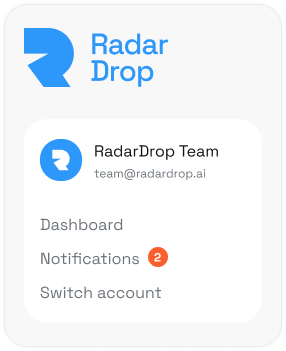 Radar
Drop
RadarDrop Team
team@radardrop.ai
Dashboard
Notifications 2
Switch account